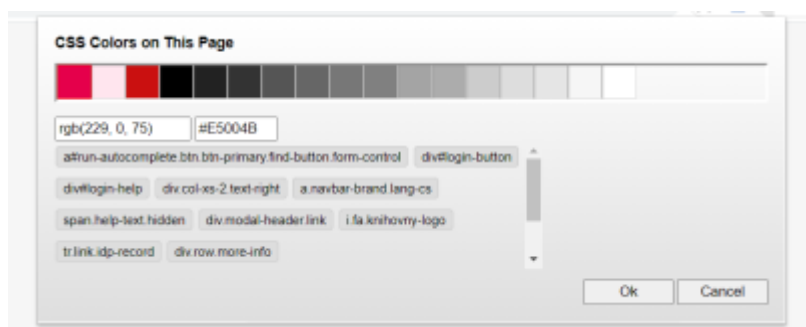 CSS Colors on This Page
rgb(229, 0, 75) #E5004B
a#run-autocomplete.btn.btn-primary.find-button.form-control div#login-button
div#login-help div.col-xs-2.text-right a.navbar-brand.lang-cs
span.help-text.hidden div.modal-header.link i.fa.knihovny-logo
tr.link.idp-record div.row.more-info
Ok Cancel